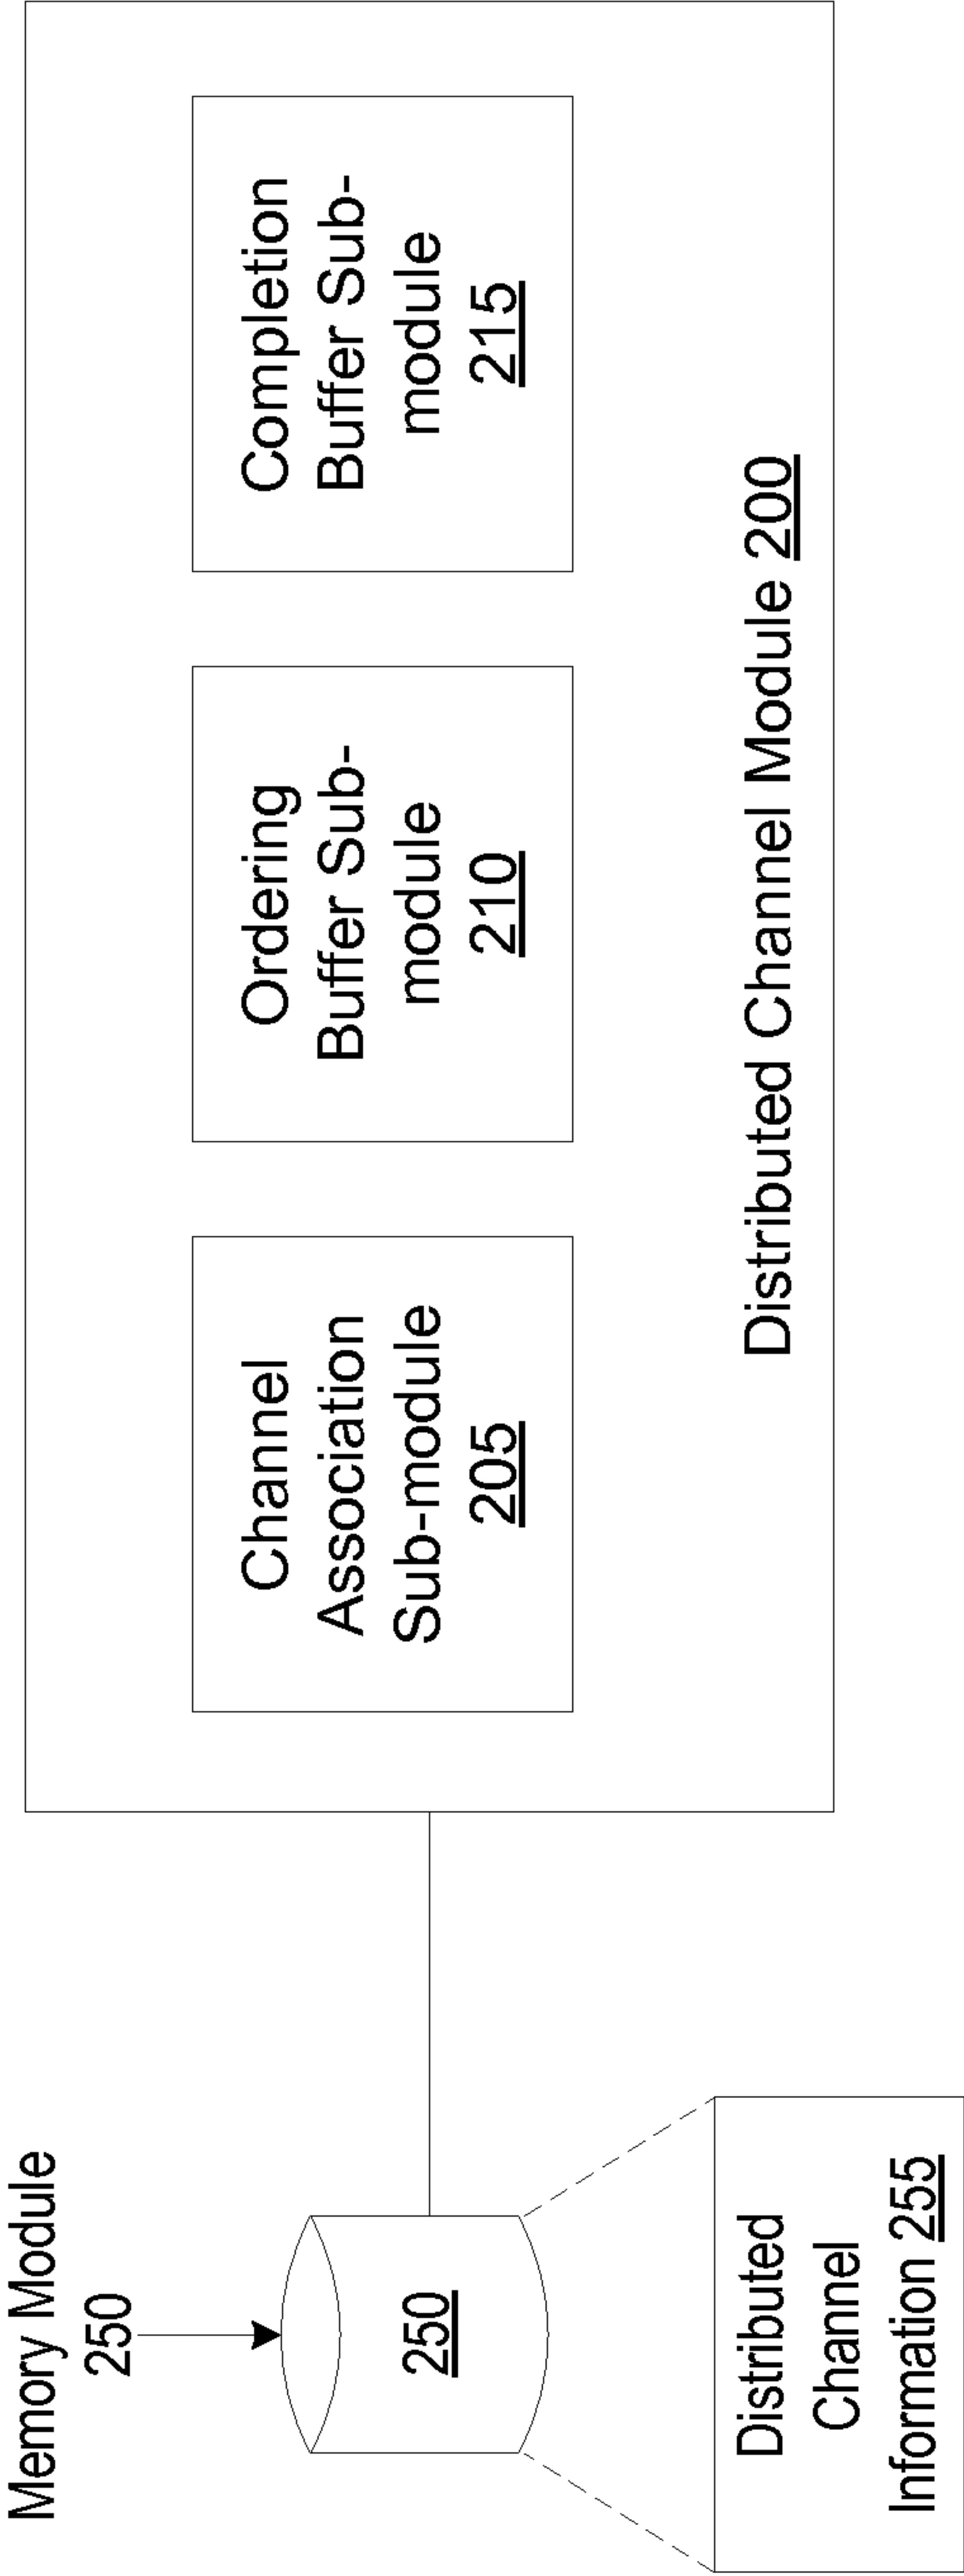 Memory Module
250
250
Distributed
Channel
Information 255
Channel
Association
Sub-module
205
Ordering
Buffer Sub-
module
210
Completion
Buffer Sub-
module
215
Distributed Channel Module 200